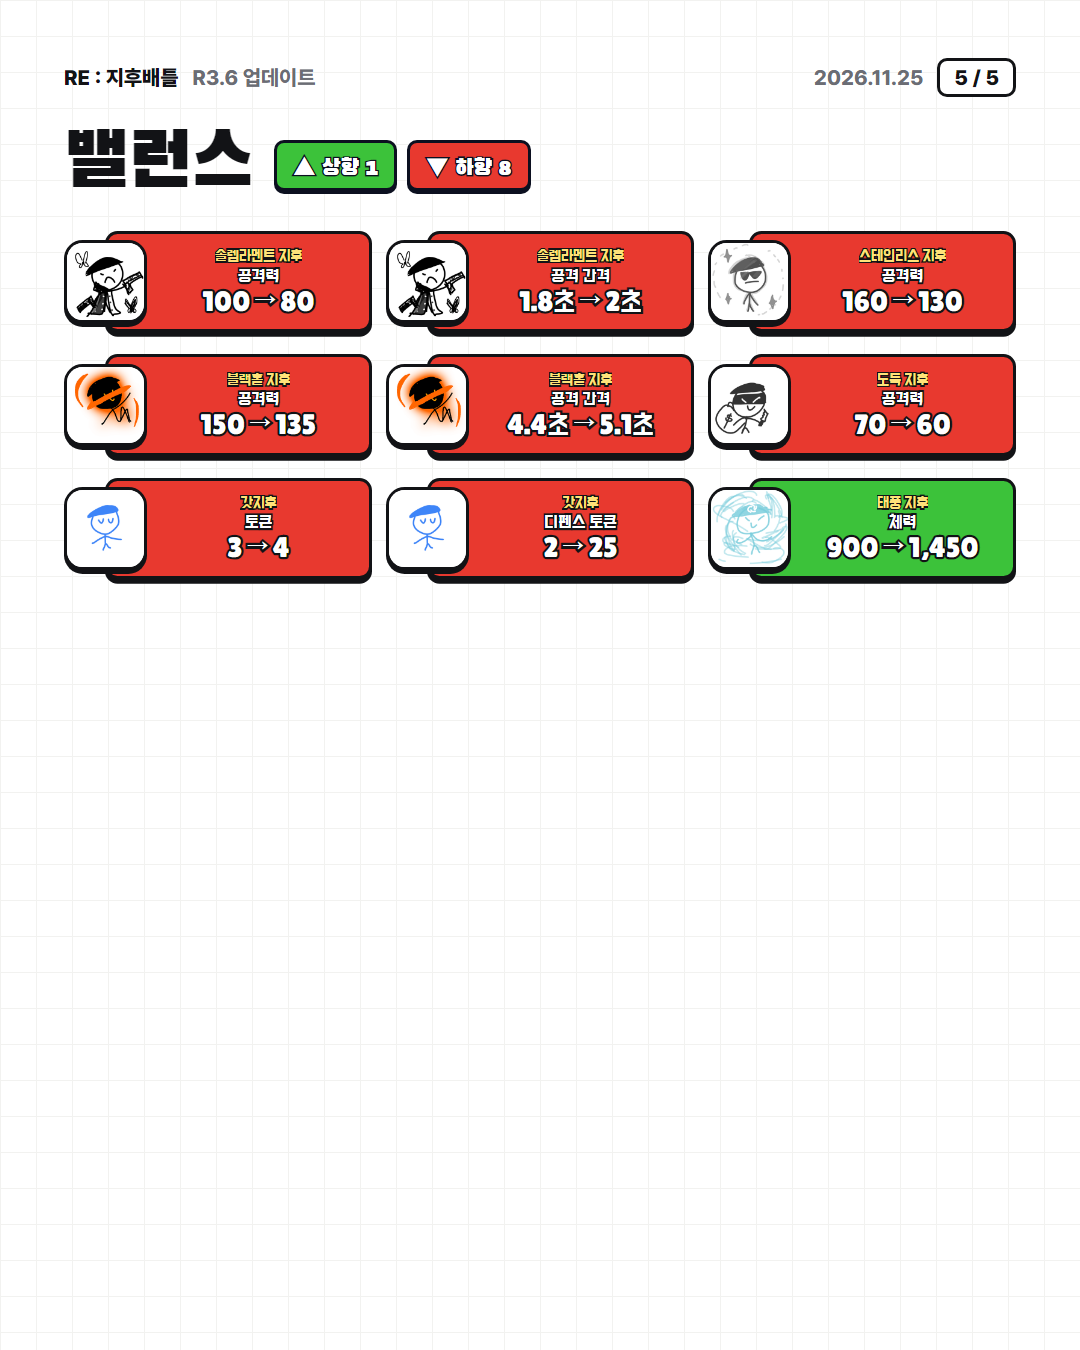 RE : 지후배틀 R3.6 업데이트
2026.11.25 5 / 5
밸런스 ▲ 상향 1 ▼ 하향 8
솔렙라멘트 지후
공격력
100 → 80
솔렙라멘트 지후
공격 간격
1.8초 → 2초
스테인리스 지후
공격력
160 → 130
블랙홀 지후
공격력
150 → 135
블랙홀 지후
공격 간격
4.4초 → 5.1초
도둑 지후
공격력
70 → 60
갓지후
토큰
3 → 4
갓지후
디펜스 토큰
2 → 25
태풍 지후
체력
900 → 1,450